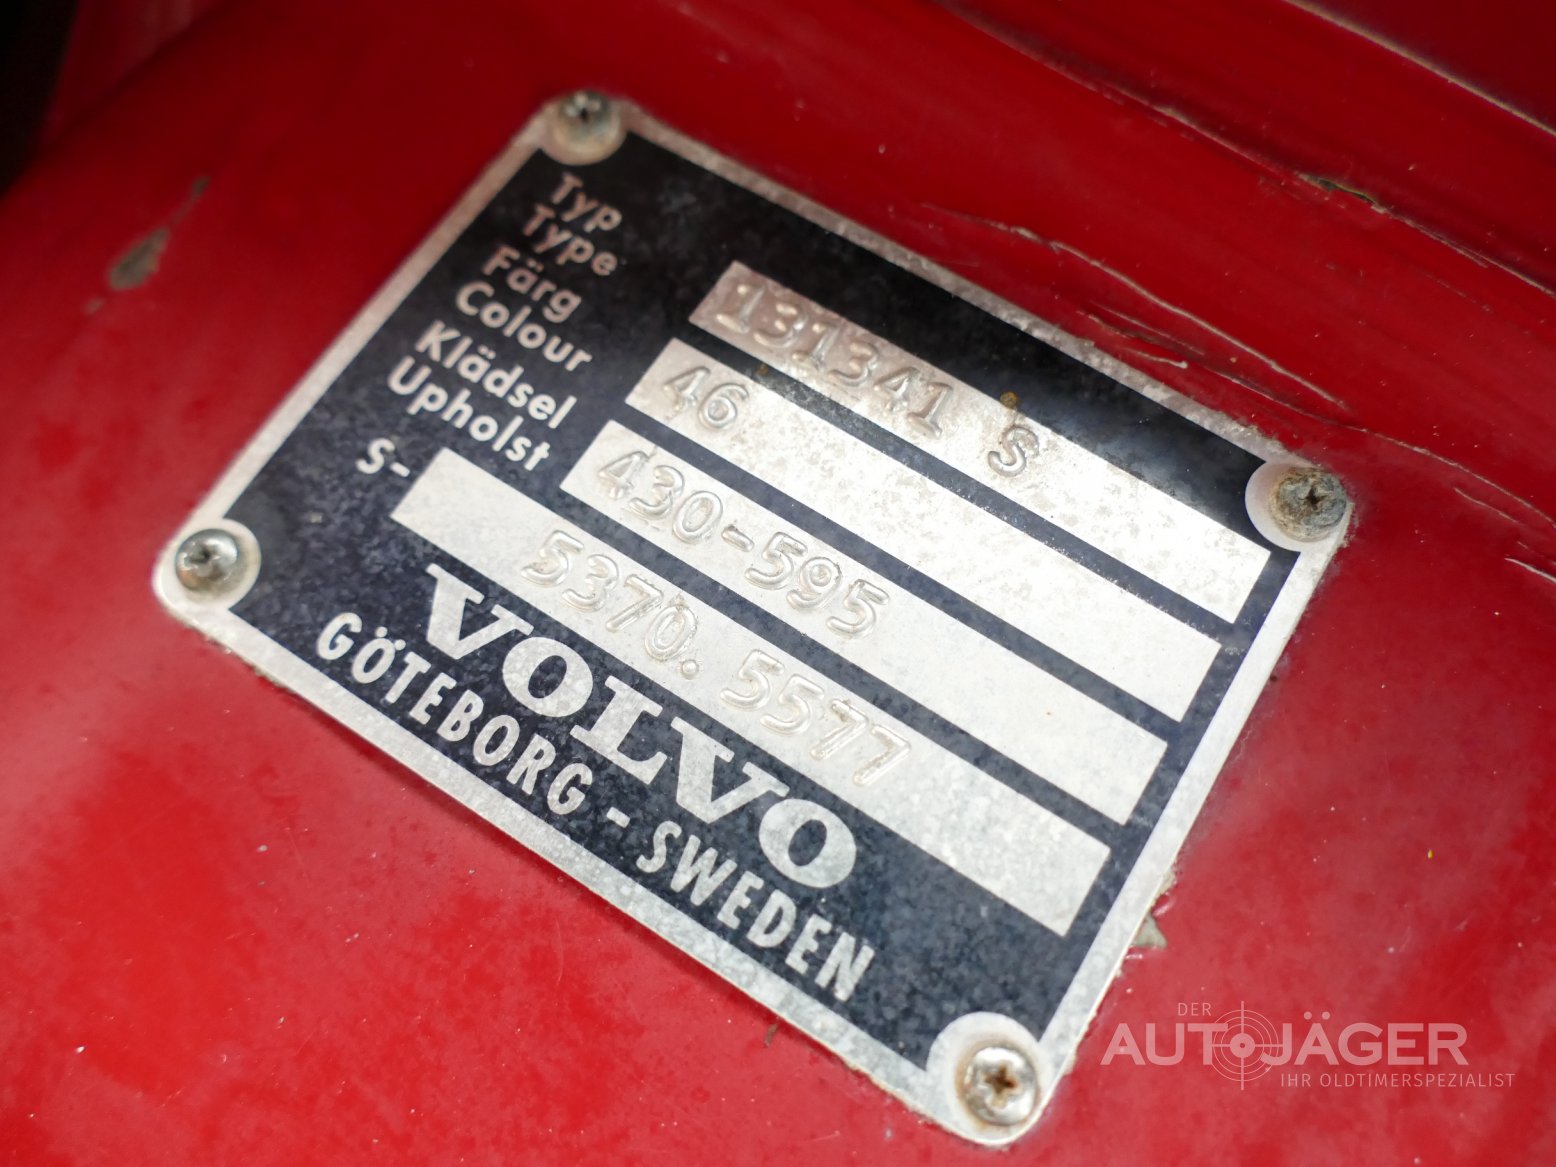 Typ
Type 131341 S
Färg
Colour 46
Klädsel
Upholst 430-595
S- 5370.5577
VOLVO
GÖTEBORG - SWEDEN
DER
AUTOJÄGER
IHR OLDTIMERSPEZIALIST